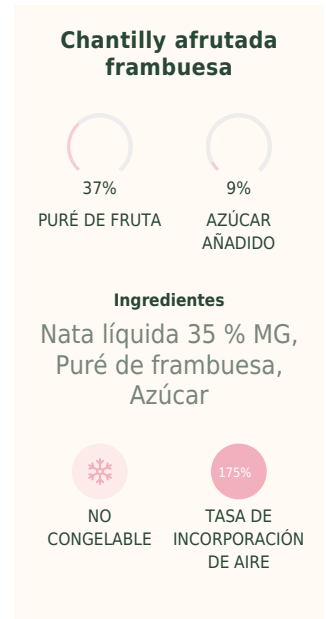 Chantilly afrutada
frambuesa
37%
PURÉ DE FRUTA
9%
AZÚCAR
AÑADIDO
Ingredientes
Nata líquida 35 % MG,
Puré de frambuesa,
Azúcar
NO
CONGELABLE
175%
TASA DE
INCORPORACIÓN
DE AIRE